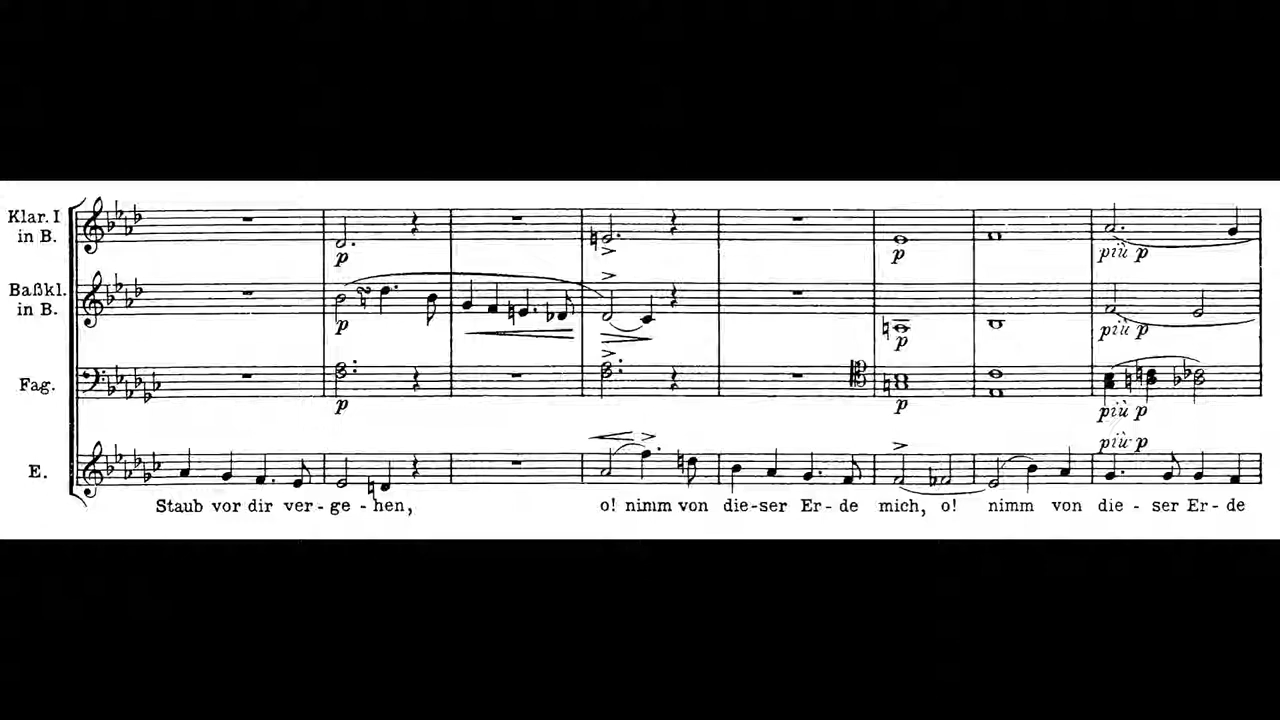 Klar. I
in B.
p
p
più p
Baßkl.
in B.
p
p
più p
Fag.
p
p
più p
più p
E.
Staub vor dir ver - ge - hen, o! nimm von die - ser Er - de mich, o! nimm von die - ser Er - de